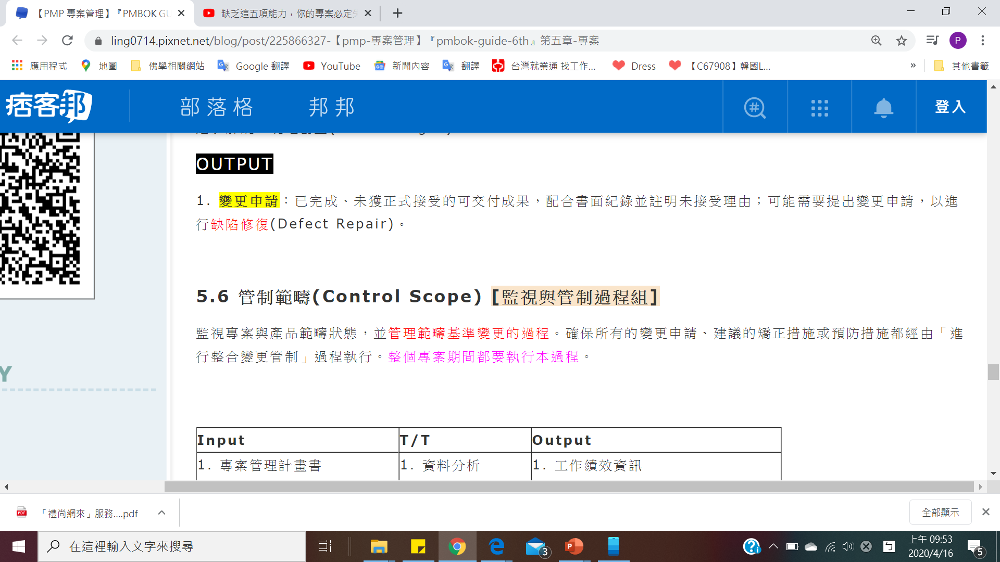 【PMP 專案管理】『PMBOK GU
缺乏這五項能力，你的專案必定失
ling0714.pixnet.net/blog/post/225866327-【pmp-專案管理】『pmbok-guide-6th』第五章-專案
P
應用程式 地圖 佛學相關網站 Google 翻譯 YouTube 新聞內容 翻譯 台灣就業通 找工作... Dress 【C67908】韓國L... » 其他書籤
痞客邦 部落格 邦邦 登入
OUTPUT
1. 變更申請：已完成、未獲正式接受的可交付成果，配合書面紀錄並註明未接受理由；可能需要提出變更申請，以進
行缺陷修復(Defect Repair)。
5.6 管制範疇(Control Scope) [監視與管制過程組]
監視專案與產品範疇狀態，並管理範疇基準變更的過程。確保所有的變更申請、建議的矯正措施或預防措施都經由「進
行整合變更管制」過程執行。整個專案期間都要執行本過程。
Y
Input T/T Output
1. 專案管理計畫書 1. 資料分析 1. 工作績效資訊
PDF 「禮尚網來」服務....pdf 全部顯示
在這裡輸入文字來搜尋
3
P
ㄅ
上午 09:53
2020/4/16
5